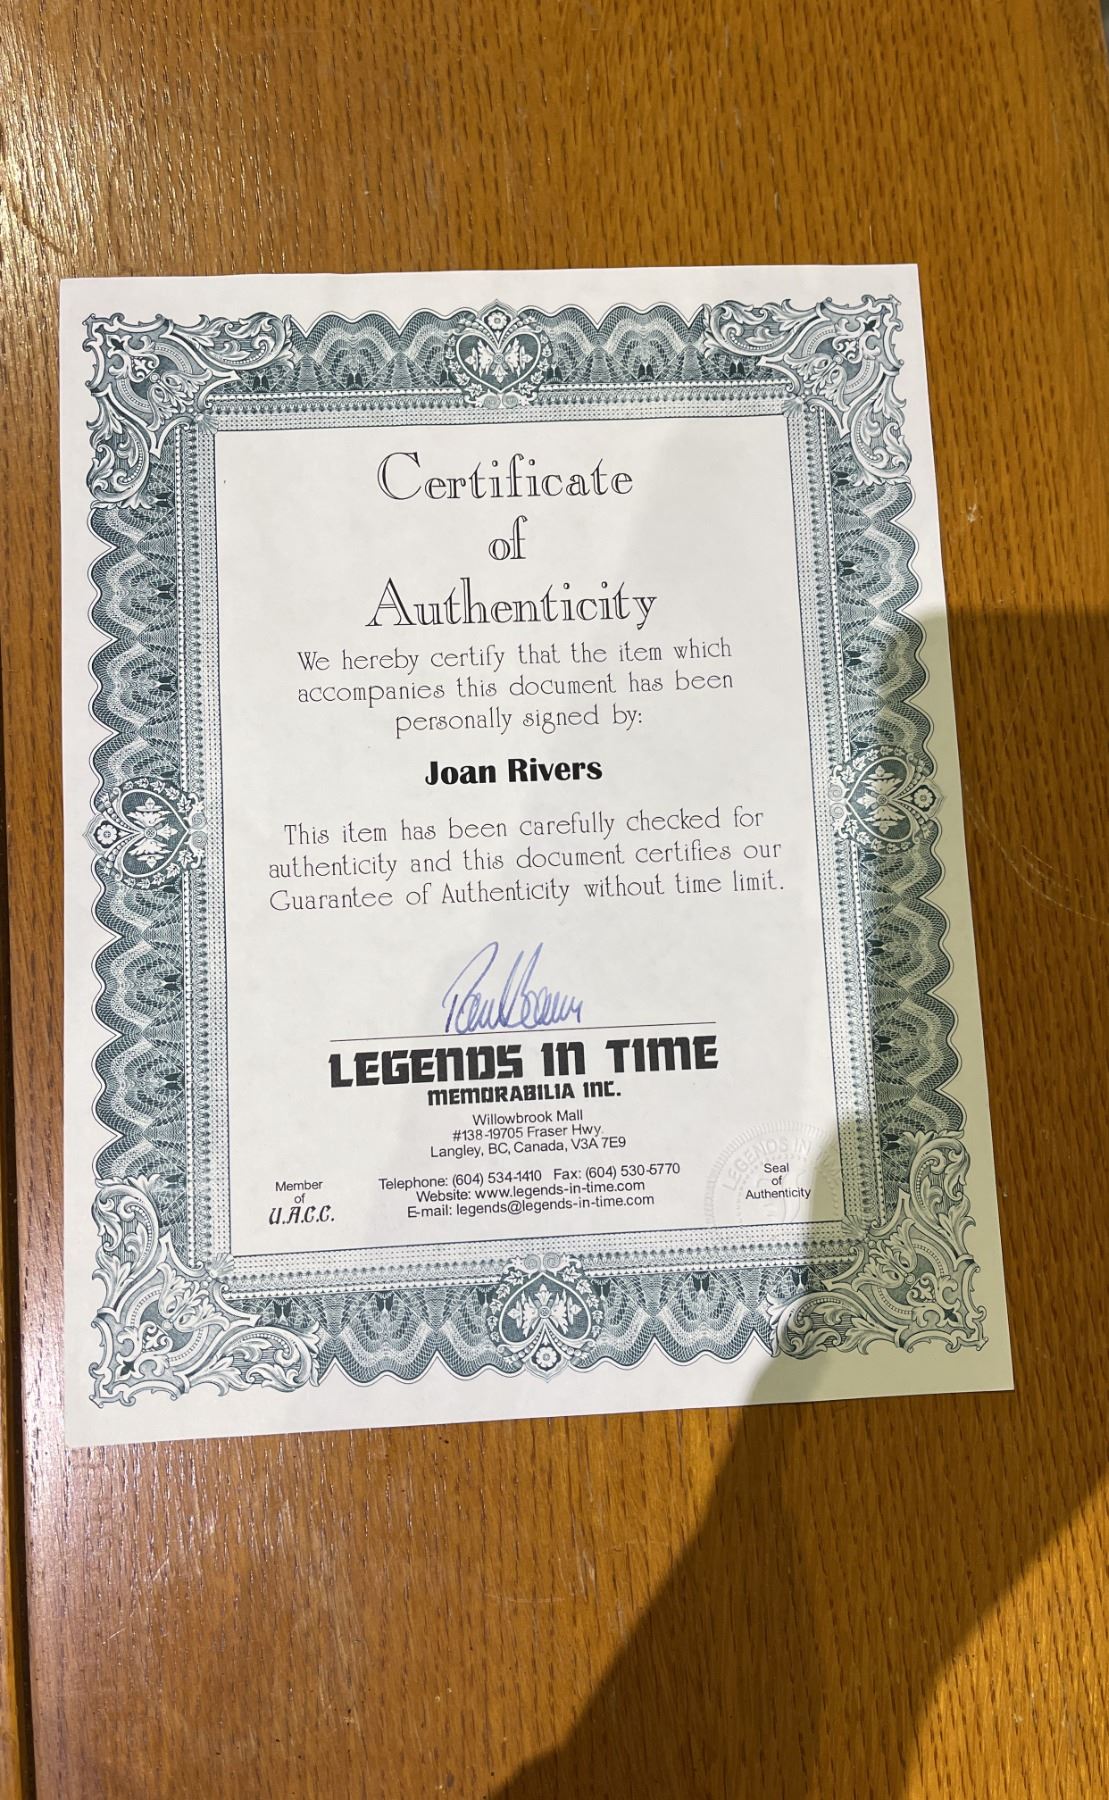 Certificate
of
Authenticity
We hereby certify that the item which
accompanies this document has been
personally signed by:
Joan Rivers
This item has been carefully checked for
authenticity and this document certifies our
Guarantee of Authenticity without time limit.
LEGENDS IN TIME
MEMORABILIA INC.
Willowbrook Mall
#138-19705 Fraser Hwy.
Langley, BC, Canada, V3A 7E9
Telephone: (604) 534-1410 Fax: (604) 530-5770
Website: www.legends-in-time.com
E-mail: legends@legends-in-time.com
Member
of
U.A.C.C.
LEGENDS IN
Seal
of
Authenticity